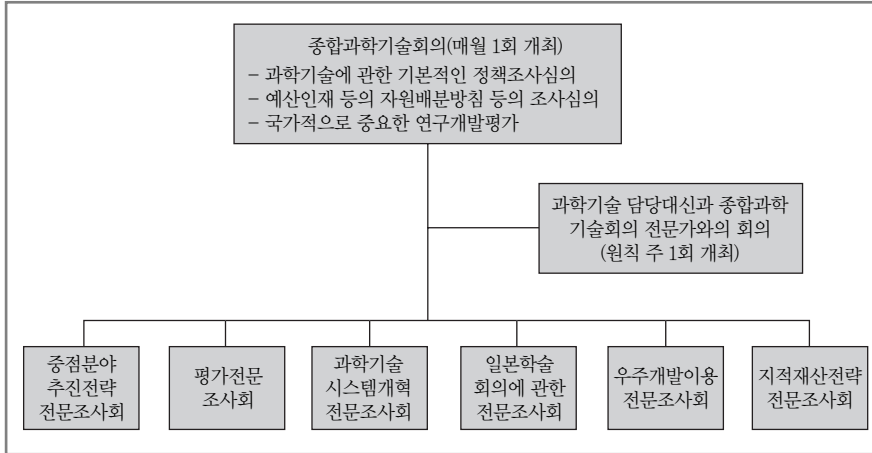 종합과학기술회의(매월 1회 개최)
– 과학기술에 관한 기본적인 정책조사심의
– 예산인재 등의 자원배분방침 등의 조사심의
– 국가적으로 중요한 연구개발평가
과학기술 담당대신과 종합과학
기술회의 전문가와의 회의
(원칙 주 1회 개최)
중점분야
추진전략
전문조사회
평가전문
조사회
과학기술
시스템개혁
전문조사회
일본학술
회의에 관한
전문조사회
우주개발이용
전문조사회
지적재산전략
전문조사회